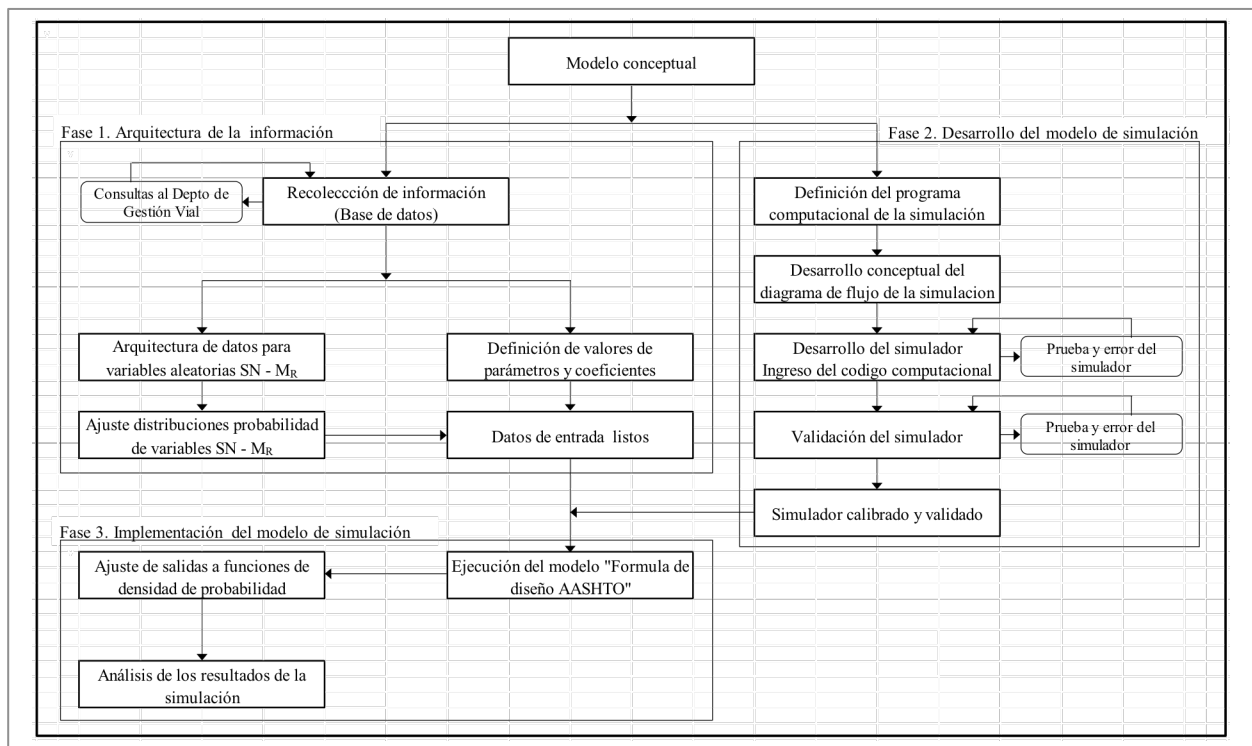 Modelo conceptual
Fase 1. Arquitectura de la información
Consultas al Depto de
Gestión Vial
Recoleccción de información
(Base de datos)
Arquitectura de datos para
variables aleatorias SN - MR
Definición de valores de
parámetros y coeficientes
Ajuste distribuciones probabilidad
de variables SN - MR
Datos de entrada listos
Fase 2. Desarrollo del modelo de simulación
Definición del programa
computacional de la simulación
Desarrollo conceptual del
diagrama de flujo de la simulacion
Desarrollo del simulador
Ingreso del codigo computacional
Prueba y error del
simulador
Validación del simulador
Prueba y error del
simulador
Simulador calibrado y validado
Fase 3. Implementación del modelo de simulación
Ajuste de salidas a funciones de
densidad de probabilidad
Ejecución del modelo "Formula de
diseño AASHTO"
Análisis de los resultados de la
simulación